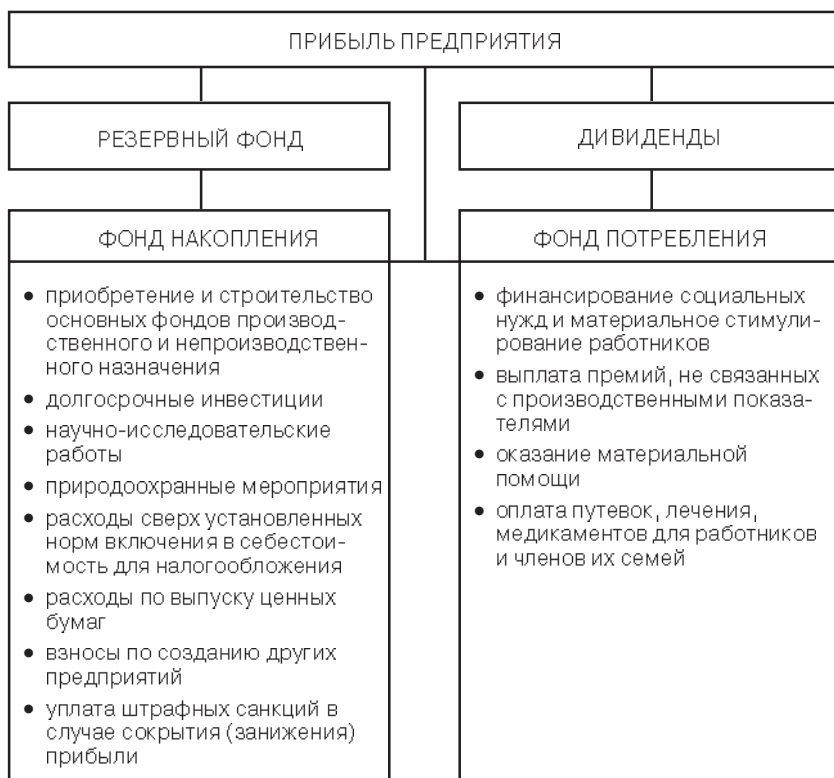 ПРИБЫЛЬ ПРЕДПРИЯТИЯ
РЕЗЕРВНЫЙ ФОНД
ДИВИДЕНДЫ
ФОНД НАКОПЛЕНИЯ
• приобретение и строительство
основных фондов производ-
ственного и непроизводствен-
ного назначения
• долгосрочные инвестиции
• научно-исследовательские
работы
• природоохранные мероприятия
• расходы сверх установленных
норм включения в себестои-
мость для налогообложения
• расходы по выпуску ценных
бумаг
• взносы по созданию других
предприятий
• уплата штрафных санкций в
случае сокрытия (занижения)
прибыли
ФОНД ПОТРЕБЛЕНИЯ
• финансирование социальных
нужд и материальное стимули-
рование работников
• выплата премий, не связанных
с производственными показа-
телями
• оказание материальной
помощи
• оплата путевок, лечения,
медикаментов для работников
и членов их семей